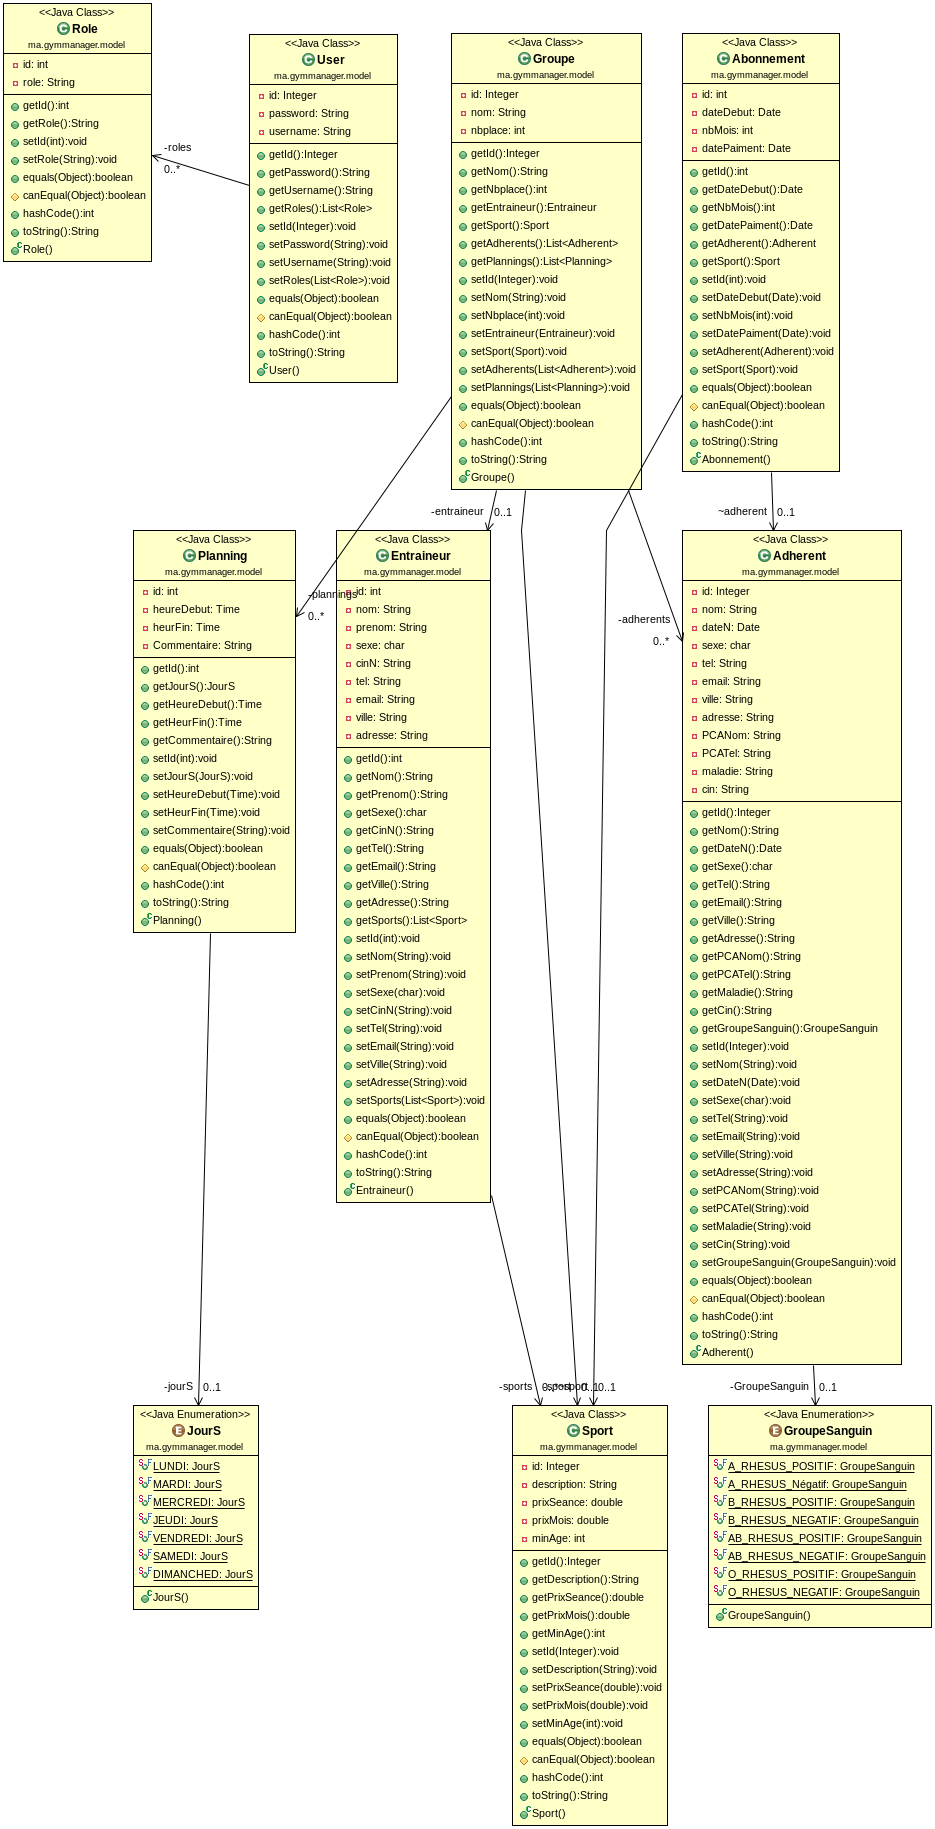 <<Java Class>>
Role
ma.gymmanager.model
id: int
role: String
getId():int
getRole():String
setId(int):void
setRole(String):void
equals(Object):boolean
canEqual(Object):boolean
hashCode():int
toString():String
Role()
-roles
0..*
<<Java Class>>
User
ma.gymmanager.model
id: Integer
password: String
username: String
getId():Integer
getPassword():String
getUsername():String
getRoles():List<Role>
setId(Integer):void
setPassword(String):void
setUsername(String):void
setRoles(List<Role>):void
equals(Object):boolean
canEqual(Object):boolean
hashCode():int
toString():String
User()
<<Java Class>>
Groupe
ma.gymmanager.model
id: Integer
nom: String
nbplace: int
getId():Integer
getNom():String
getNbplace():int
getEntraineur():Entraineur
getSport():Sport
getAdherents():List<Adherent>
getPlannings():List<Planning>
setId(Integer):void
setNom(String):void
setNbplace(int):void
setEntraineur(Entraineur):void
setSport(Sport):void
setAdherents(List<Adherent>):void
setPlannings(List<Planning>):void
equals(Object):boolean
canEqual(Object):boolean
hashCode():int
toString():String
Groupe()
<<Java Class>>
Abonnement
ma.gymmanager.model
id: int
dateDebut: Date
nbMois: int
datePaiment: Date
getId():int
getDateDebut():Date
getNbMois():int
getDatePaiment():Date
getAdherent():Adherent
getSport():Sport
setId(int):void
setDateDebut(Date):void
setNbMois(int):void
setDatePaiment(Date):void
setAdherent(Adherent):void
setSport(Sport):void
equals(Object):boolean
canEqual(Object):boolean
hashCode():int
toString():String
Abonnement()
-entraineur
0..1
~adherent
0..1
-plannings
0..*
-adherents
0..*
<<Java Class>>
Planning
ma.gymmanager.model
id: int
heureDebut: Time
heurFin: Time
Commentaire: String
getId():int
getJourS():JourS
getHeureDebut():Time
getHeurFin():Time
getCommentaire():String
setId(int):void
setJourS(JourS):void
setHeureDebut(Time):void
setHeurFin(Time):void
setCommentaire(String):void
equals(Object):boolean
canEqual(Object):boolean
hashCode():int
toString():String
Planning()
<<Java Class>>
Entraineur
ma.gymmanager.model
id: int
nom: String
prenom: String
sexe: char
cinN: String
tel: String
email: String
ville: String
adresse: String
getId():int
getNom():String
getPrenom():String
getSexe():char
getCinN():String
getTel():String
getEmail():String
getVille():String
getAdresse():String
getSports():List<Sport>
setId(int):void
setNom(String):void
setPrenom(String):void
setSexe(char):void
setCinN(String):void
setTel(String):void
setEmail(String):void
setVille(String):void
setAdresse(String):void
setSports(List<Sport>):void
equals(Object):boolean
canEqual(Object):boolean
hashCode():int
toString():String
Entraineur()
<<Java Class>>
Adherent
ma.gymmanager.model
id: Integer
nom: String
dateN: Date
sexe: char
tel: String
email: String
ville: String
adresse: String
PCANom: String
PCATel: String
maladie: String
cin: String
getId():Integer
getNom():String
getDateN():Date
getSexe():char
getTel():String
getEmail():String
getVille():String
getAdresse():String
getPCANom():String
getPCATel():String
getMaladie():String
getCin():String
getGroupeSanguin():GroupeSanguin
setId(Integer):void
setNom(String):void
setDateN(Date):void
setSexe(char):void
setTel(String):void
setEmail(String):void
setVille(String):void
setAdresse(String):void
setPCANom(String):void
setPCATel(String):void
setMaladie(String):void
setCin(String):void
setGroupeSanguin(GroupeSanguin):void
equals(Object):boolean
canEqual(Object):boolean
hashCode():int
toString():String
Adherent()
-jourS
0..1
-sports
0..1
-GroupeSanguin
0..1
<<Java Enumeration>>
JourS
ma.gymmanager.model
LUNDI: JourS
MARDI: JourS
MERCREDI: JourS
JEUDI: JourS
VENDREDI: JourS
SAMEDI: JourS
DIMANCHED: JourS
JourS()
<<Java Class>>
Sport
ma.gymmanager.model
id: Integer
description: String
prixSeance: double
prixMois: double
minAge: int
getId():Integer
getDescription():String
getPrixSeance():double
getPrixMois():double
getMinAge():int
setId(Integer):void
setDescription(String):void
setPrixSeance(double):void
setPrixMois(double):void
setMinAge(int):void
equals(Object):boolean
canEqual(Object):boolean
hashCode():int
toString():String
Sport()
<<Java Enumeration>>
GroupeSanguin
ma.gymmanager.model
A_RHESUS_POSITIF: GroupeSanguin
A_RHESUS_Négatif: GroupeSanguin
B_RHESUS_POSITIF: GroupeSanguin
B_RHESUS_NEGATIF: GroupeSanguin
AB_RHESUS_POSITIF: GroupeSanguin
AB_RHESUS_NEGATIF: GroupeSanguin
O_RHESUS_POSITIF: GroupeSanguin
O_RHESUS_NEGATIF: GroupeSanguin
GroupeSanguin()